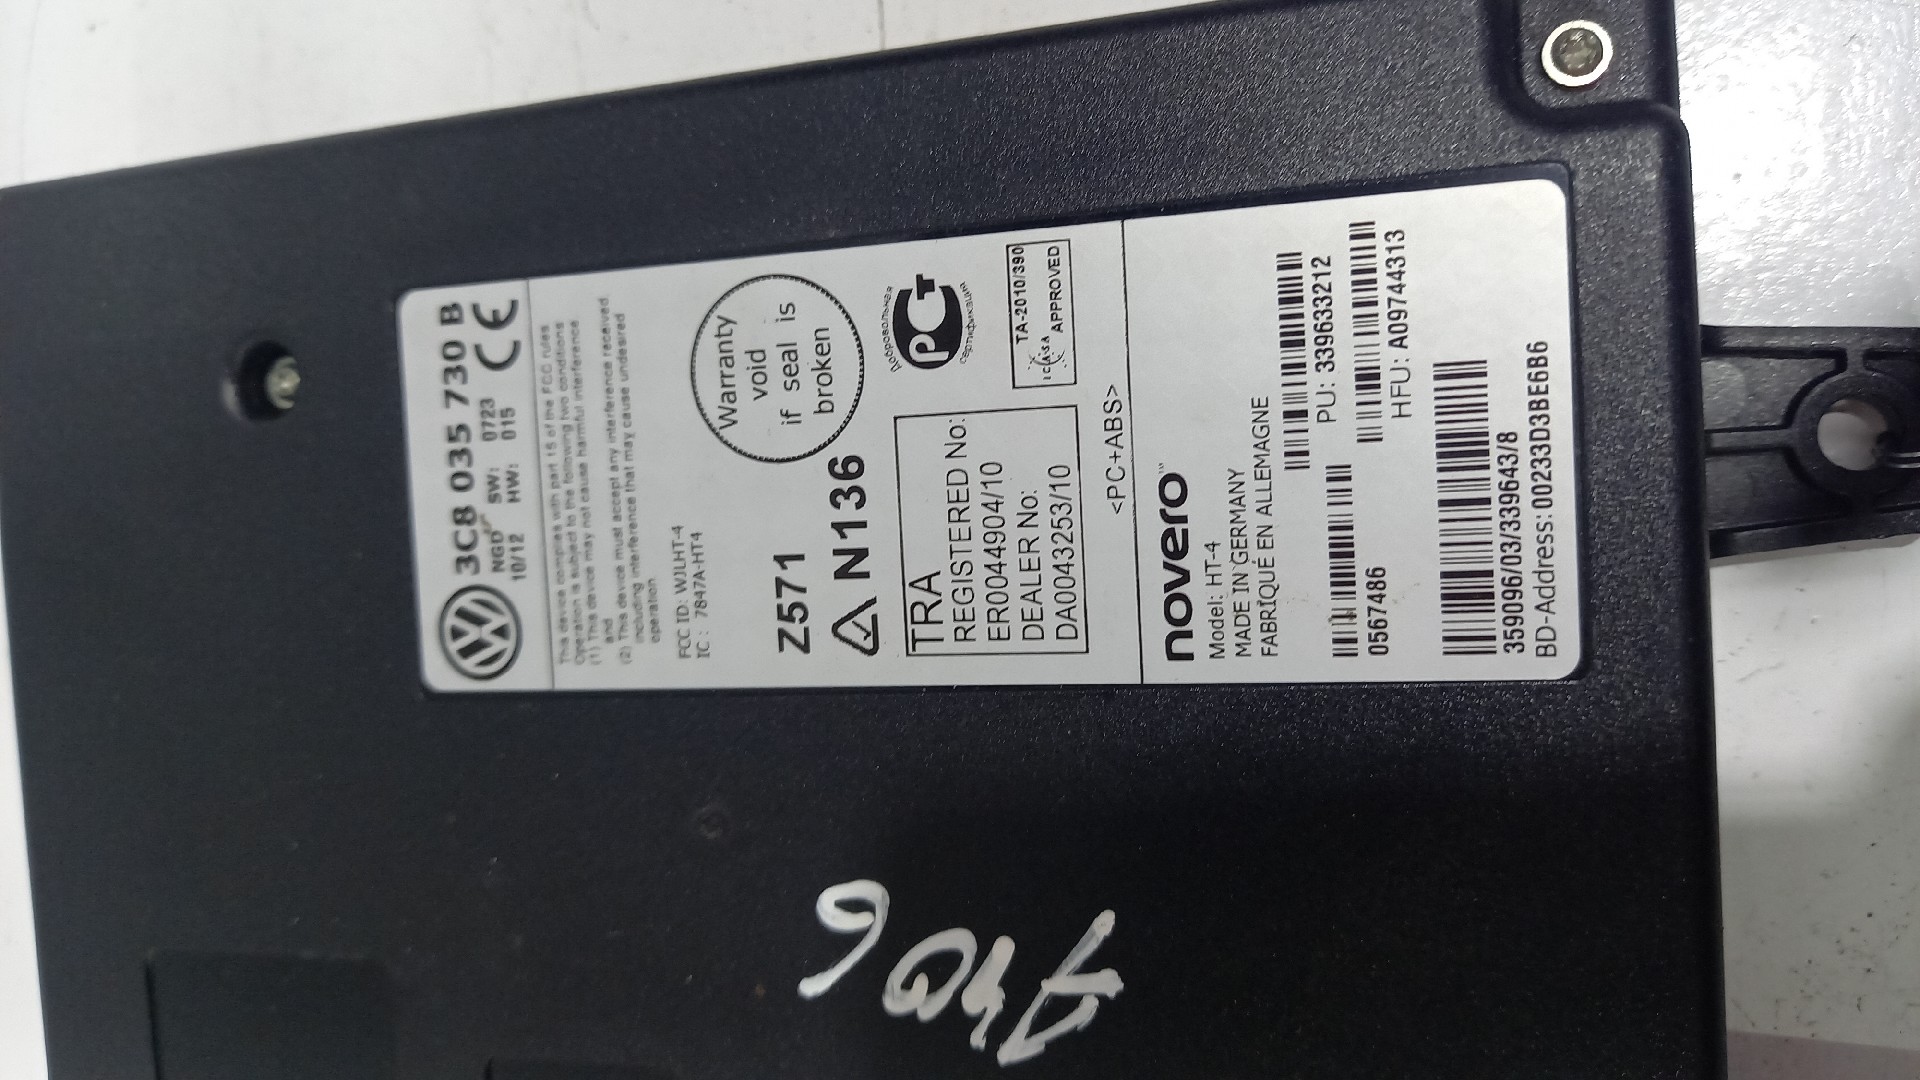 3C8 035 730 B
NGD SW: 0723
10/12 HW: 015 CE
This device complies with part 15 of the FCC rules
Operation is subject to the following two conditions
(1) This device may not cause harmful interference
and
(2) This device must accept any interference received
including interference that may cause undesired
operation
FCC ID: WJLHT-4
IC : 7847A-HT4
Warranty
void
if seal is
broken
Z571
N136
Добровольная
РСТ
сертификация
TRA
REGISTERED No:
ER0044904/10
DEALER No:
DA0043253/10
TA-2010/390
ICASA APPROVED
<PC+ABS>
novero™
Model: HT-4
MADE IN GERMANY
FABRIQUÉ EN ALLEMAGNE
PU: 339633212
0567486
HFU: A09744313
359096/03/339643/8
BD-Address: 00233D3BE6B6